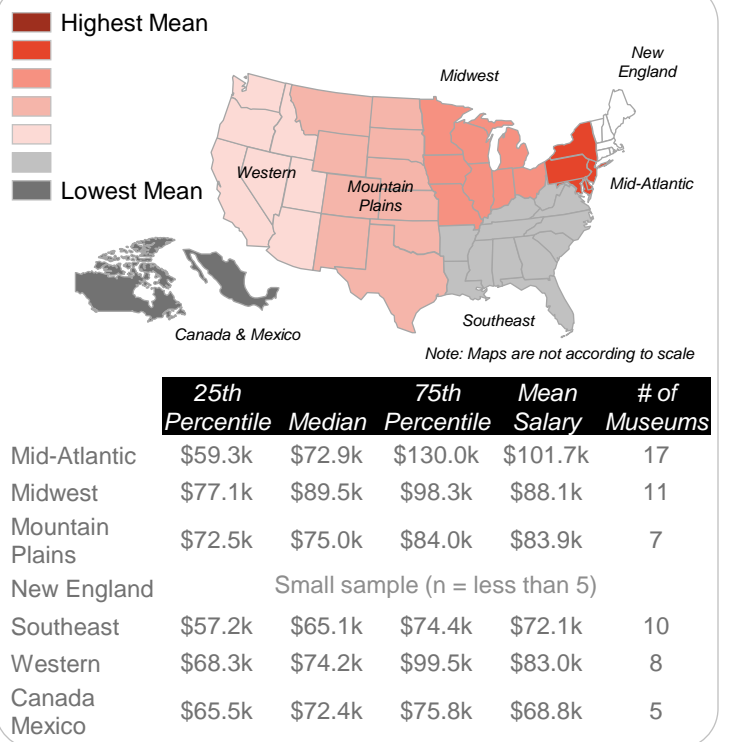 Highest Mean
New
England
Midwest
Western
Mountain
Plains
Mid-Atlantic
Lowest Mean
Southeast
Canada & Mexico
Note: Maps are not according to scale
25th 75th Mean # of
Percentile Median Percentile Salary Museums
Mid-Atlantic $59.3k $72.9k $130.0k $101.7k 17
Midwest $77.1k $89.5k $98.3k $88.1k 11
Mountain
Plains $72.5k $75.0k $84.0k $83.9k 7
New England Small sample (n = less than 5)
Southeast $57.2k $65.1k $74.4k $72.1k 10
Western $68.3k $74.2k $99.5k $83.0k 8
Canada
Mexico $65.5k $72.4k $75.8k $68.8k 5